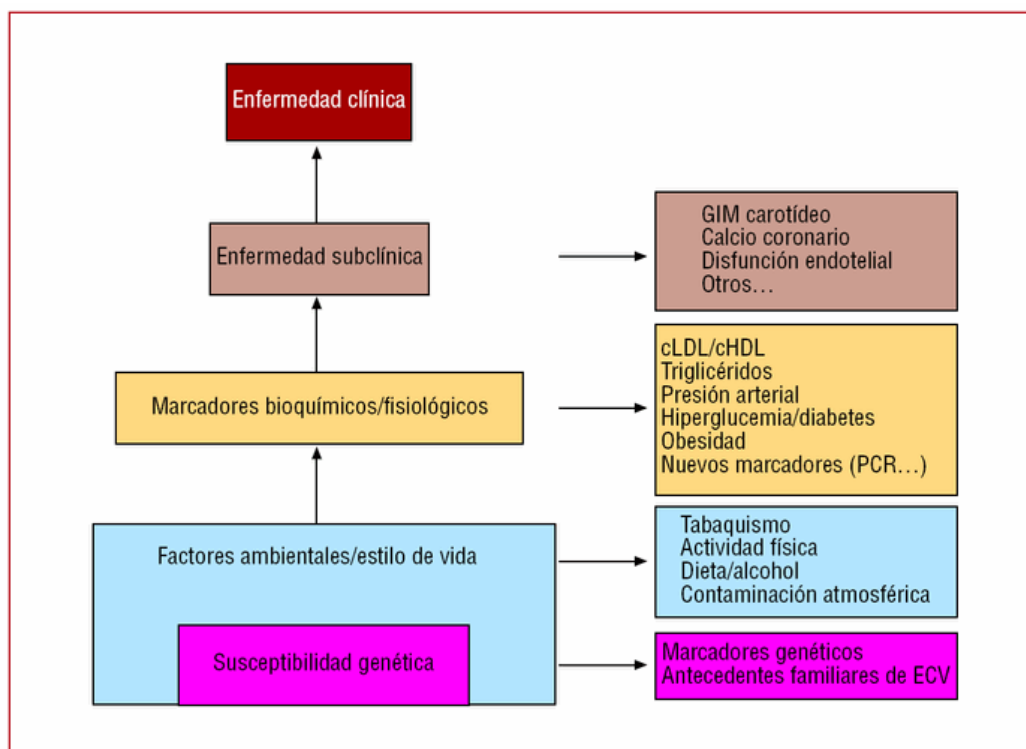 Enfermedad clínica
Enfermedad subclínica
GIM carotídeo
Calcio coronario
Disfunción endotelial
Otros…
Marcadores bioquímicos/fisiológicos
cLDL/cHDL
Triglicéridos
Presión arterial
Hiperglucemia/diabetes
Obesidad
Nuevos marcadores (PCR…)
Factores ambientales/estilo de vida
Tabaquismo
Actividad física
Dieta/alcohol
Contaminación atmosférica
Susceptibilidad genética
Marcadores genéticos
Antecedentes familiares de ECV